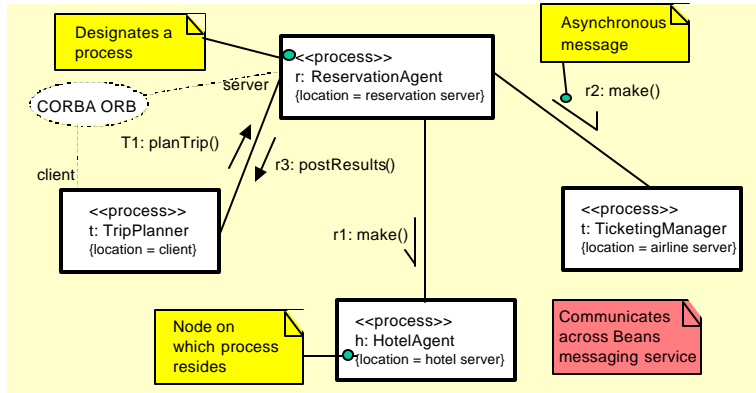 Designates a
process
<<process>>
r: ReservationAgent
{location = reservation server}
Asynchronous
message
CORBA ORB
server
r2: make()
T1: planTrip()
r3: postResults()
client
<<process>>
t: TripPlanner
{location = client}
r1: make()
<<process>>
t: TicketingManager
{location = airline server}
Node on
which process
resides
<<process>>
h: HotelAgent
{location = hotel server}
Communicates
across Beans
messaging service